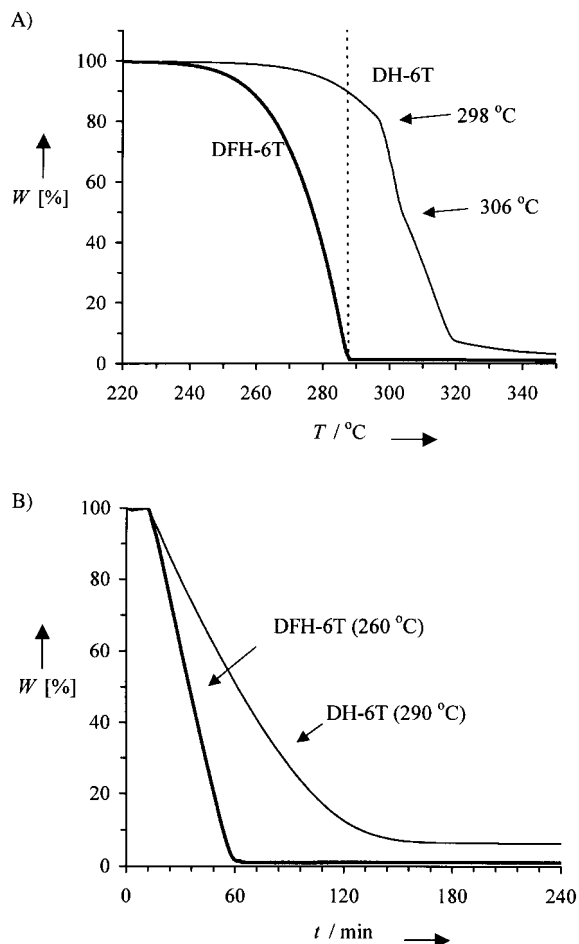 A)
100
80
60
W [%]
40
20
0
DH-6T
298 °C
DFH-6T
306 °C
220 240 260 280 300 320 340
T / °C
B)
100
80
60
W [%]
40
20
0
DFH-6T (260 °C)
DH-6T (290 °C)
0 60 120 180 240
t / min